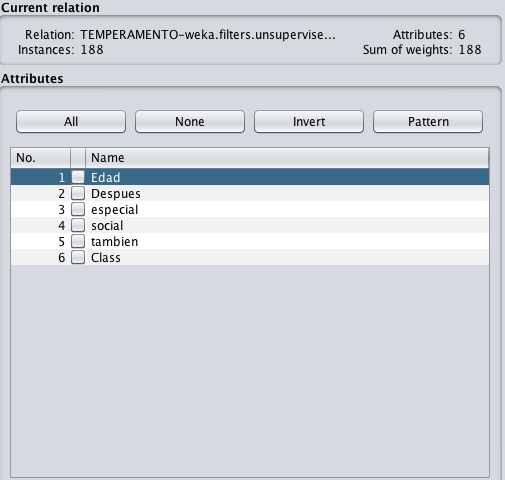 Current relation
Relation: TEMPERAMENTO-weka.filters.unsupervise... Attributes: 6
Instances: 188 Sum of weights: 188
Attributes
All None Invert Pattern
No. Name
1 Edad
2 Despues
3 especial
4 social
5 tambien
6 Class